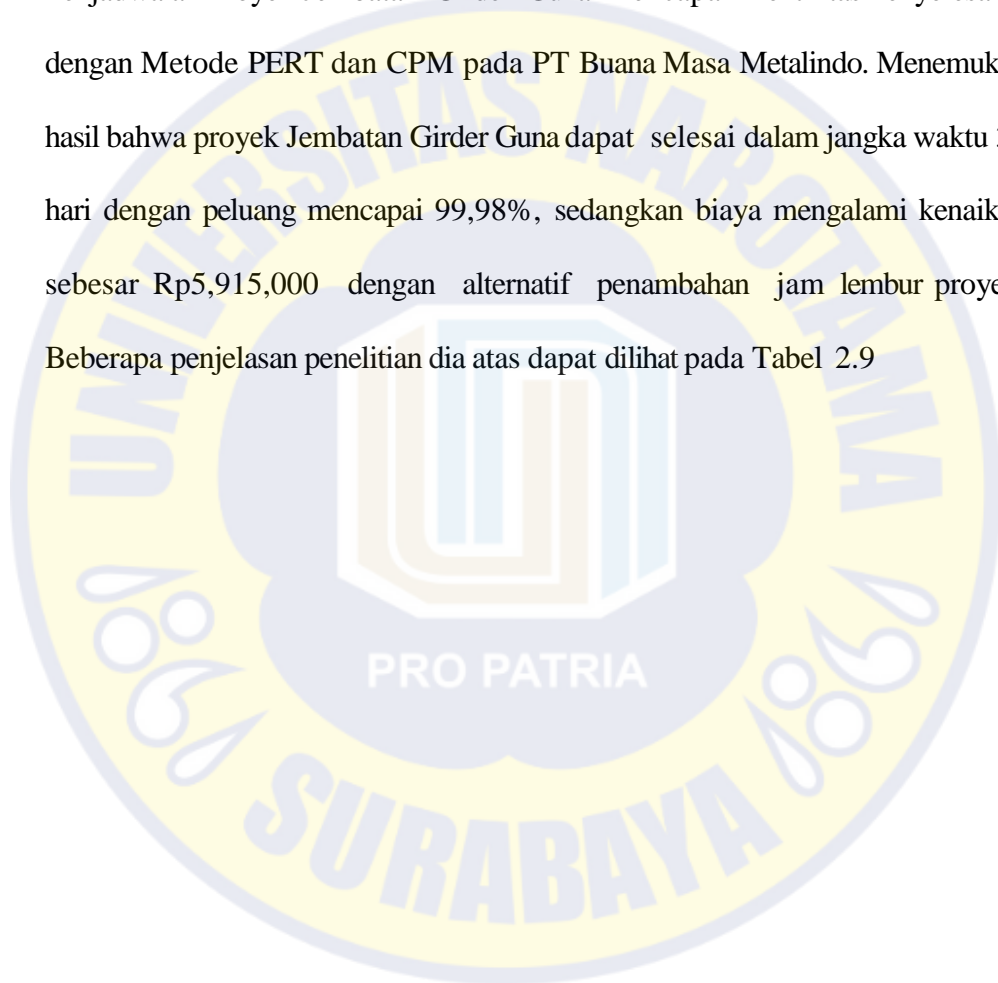 dengan Metode PERT dan CPM pada PT Buana Masa Metalindo. Menemuk
hasil bahwa proyek Jembatan Girder Guna dapat selesai dalam jangka waktu
hari dengan peluang mencapai 99,98%, sedangkan biaya mengalami kenaik
sebesar Rp5,915,000 dengan alternatif penambahan jam lembur proye
Beberapa penjelasan penelitian dia atas dapat dilihat pada Tabel 2.9
UNIVERSITAS NAROTAMA
PRO PATRIA
SURABAYA